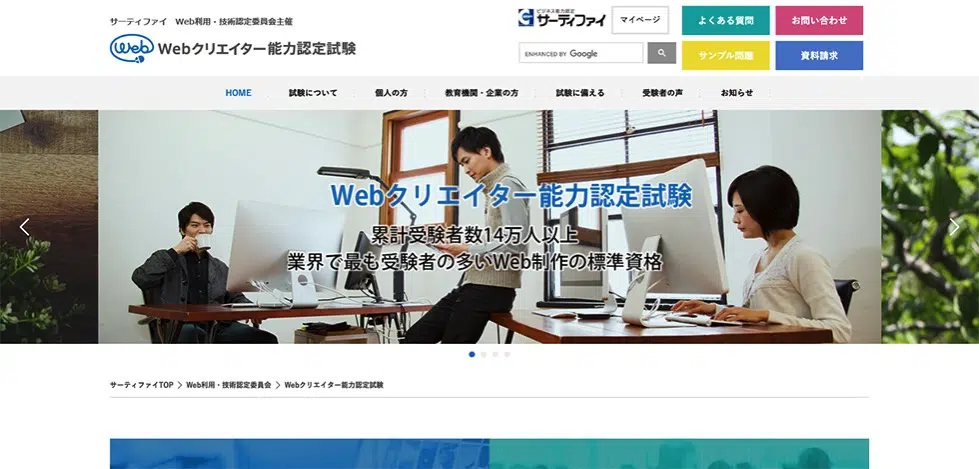 サーティファイ Web利用・技術認定委員会主催
Web Webクリエイター能力認定試験
ビジネス能力認定
サーティファイ
マイページ
よくある質問
お問い合わせ
ENHANCED BY Google
サンプル問題
資料請求
HOME
試験について
個人の方
教育機関・企業の方
試験に備える
受験者の声
お知らせ
Webクリエイター能力認定試験
累計受験者数14万人以上
業界で最も受験者の多いWeb制作の標準資格
サーティファイTOP > Web利用・技術認定委員会 > Webクリエイター能力認定試験